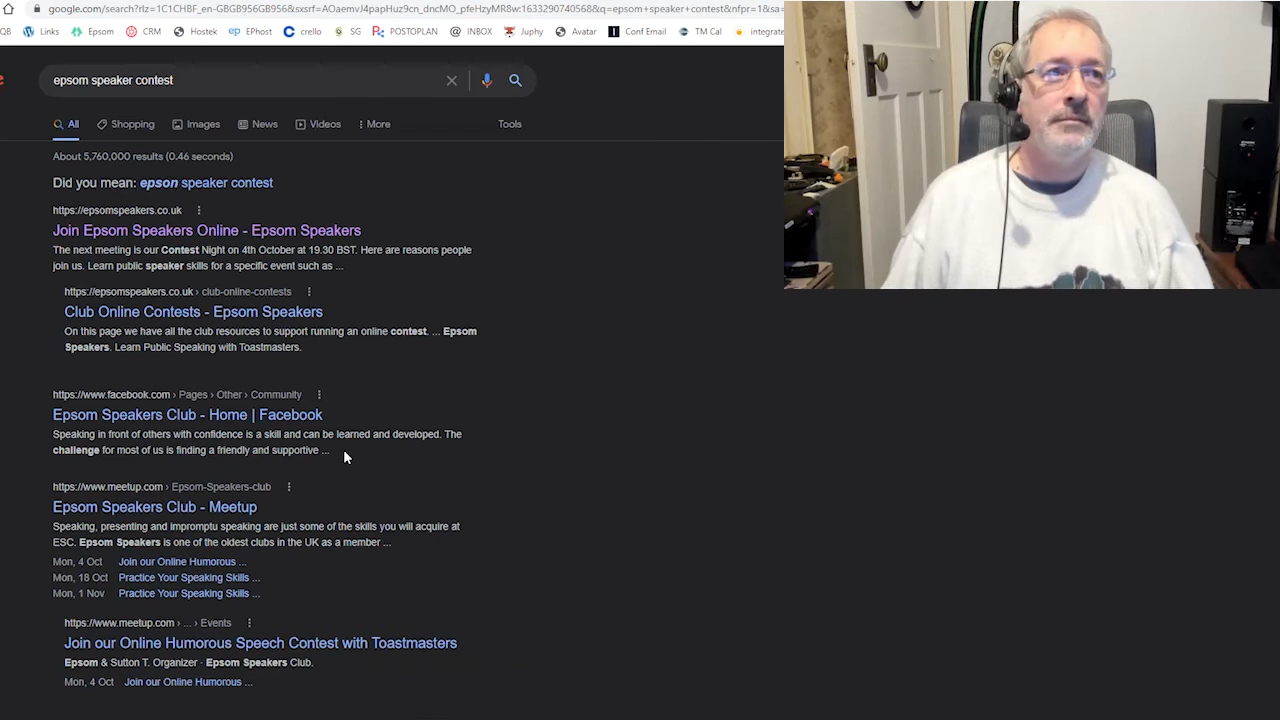 google.com/search?rlz=1C1CHBF_en-GBGB956GB956&sxsrf=AOaemvJ4papHuz9cn_dncMO_pfeHzyMR8w:1633290740568&q=epsom+speaker+contest&nfpr=1&sa=
QB Links Epsom CRM Hostek EPhost crello SG POSTOPLAN INBOX Juphy Avatar Conf Email TM Cal integrate
epsom speaker contest
All Shopping Images News Videos More Tools
About 5,760,000 results (0.46 seconds)
Did you mean: epson speaker contest
https://epsomspeakers.co.uk
Join Epsom Speakers Online - Epsom Speakers
The next meeting is our Contest Night on 4th October at 19.30 BST. Here are reasons people
join us. Learn public speaker skills for a specific event such as ...
https://epsomspeakers.co.uk › club-online-contests
Club Online Contests - Epsom Speakers
On this page we have all the club resources to support running an online contest. ... Epsom
Speakers. Learn Public Speaking with Toastmasters.
https://www.facebook.com › Pages › Other › Community
Epsom Speakers Club - Home | Facebook
Speaking in front of others with confidence is a skill and can be learned and developed. The
challenge for most of us is finding a friendly and supportive ...
https://www.meetup.com › Epsom-Speakers-club
Epsom Speakers Club - Meetup
Speaking, presenting and impromptu speaking are just some of the skills you will acquire at
ESC. Epsom Speakers is one of the oldest clubs in the UK as a member ...
Mon, 4 Oct Join our Online Humorous ...
Mon, 18 Oct Practice Your Speaking Skills ...
Mon, 1 Nov Practice Your Speaking Skills ...
https://www.meetup.com › ... › Events
Join our Online Humorous Speech Contest with Toastmasters
Epsom & Sutton T. Organizer · Epsom Speakers Club.
Mon, 4 Oct Join our Online Humorous ...